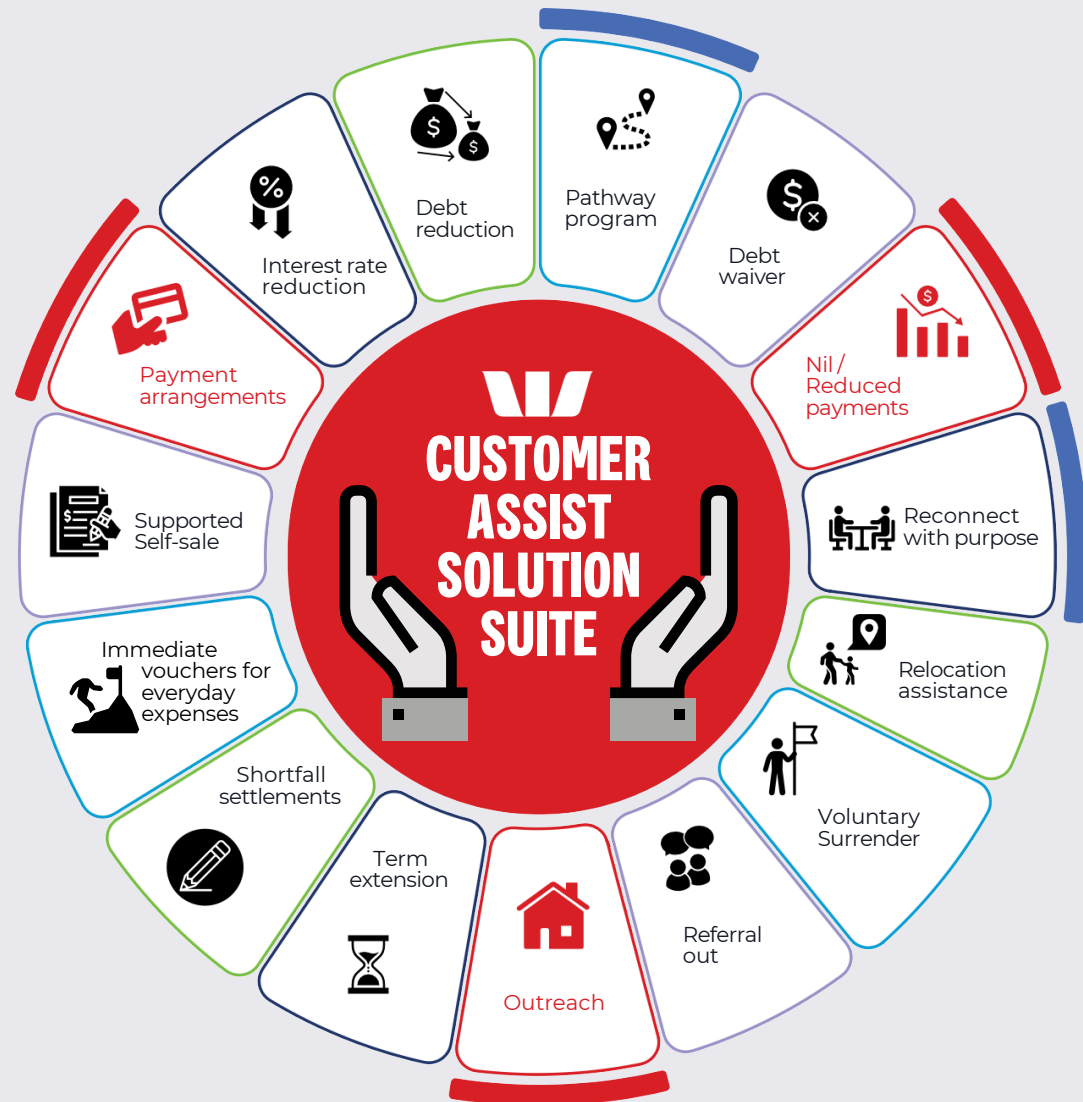 CUSTOMER
ASSIST
SOLUTION
SUITE
Pathway
program
Debt
waiver
Nil /
Reduced
payments
Reconnect
with purpose
Relocation
assistance
Voluntary
Surrender
Referral
out
Outreach
Term
extension
Shortfall
settlements
Immediate
vouchers for
everyday
expenses
Supported
Self-sale
Payment
arrangements
Interest rate
reduction
Debt
reduction